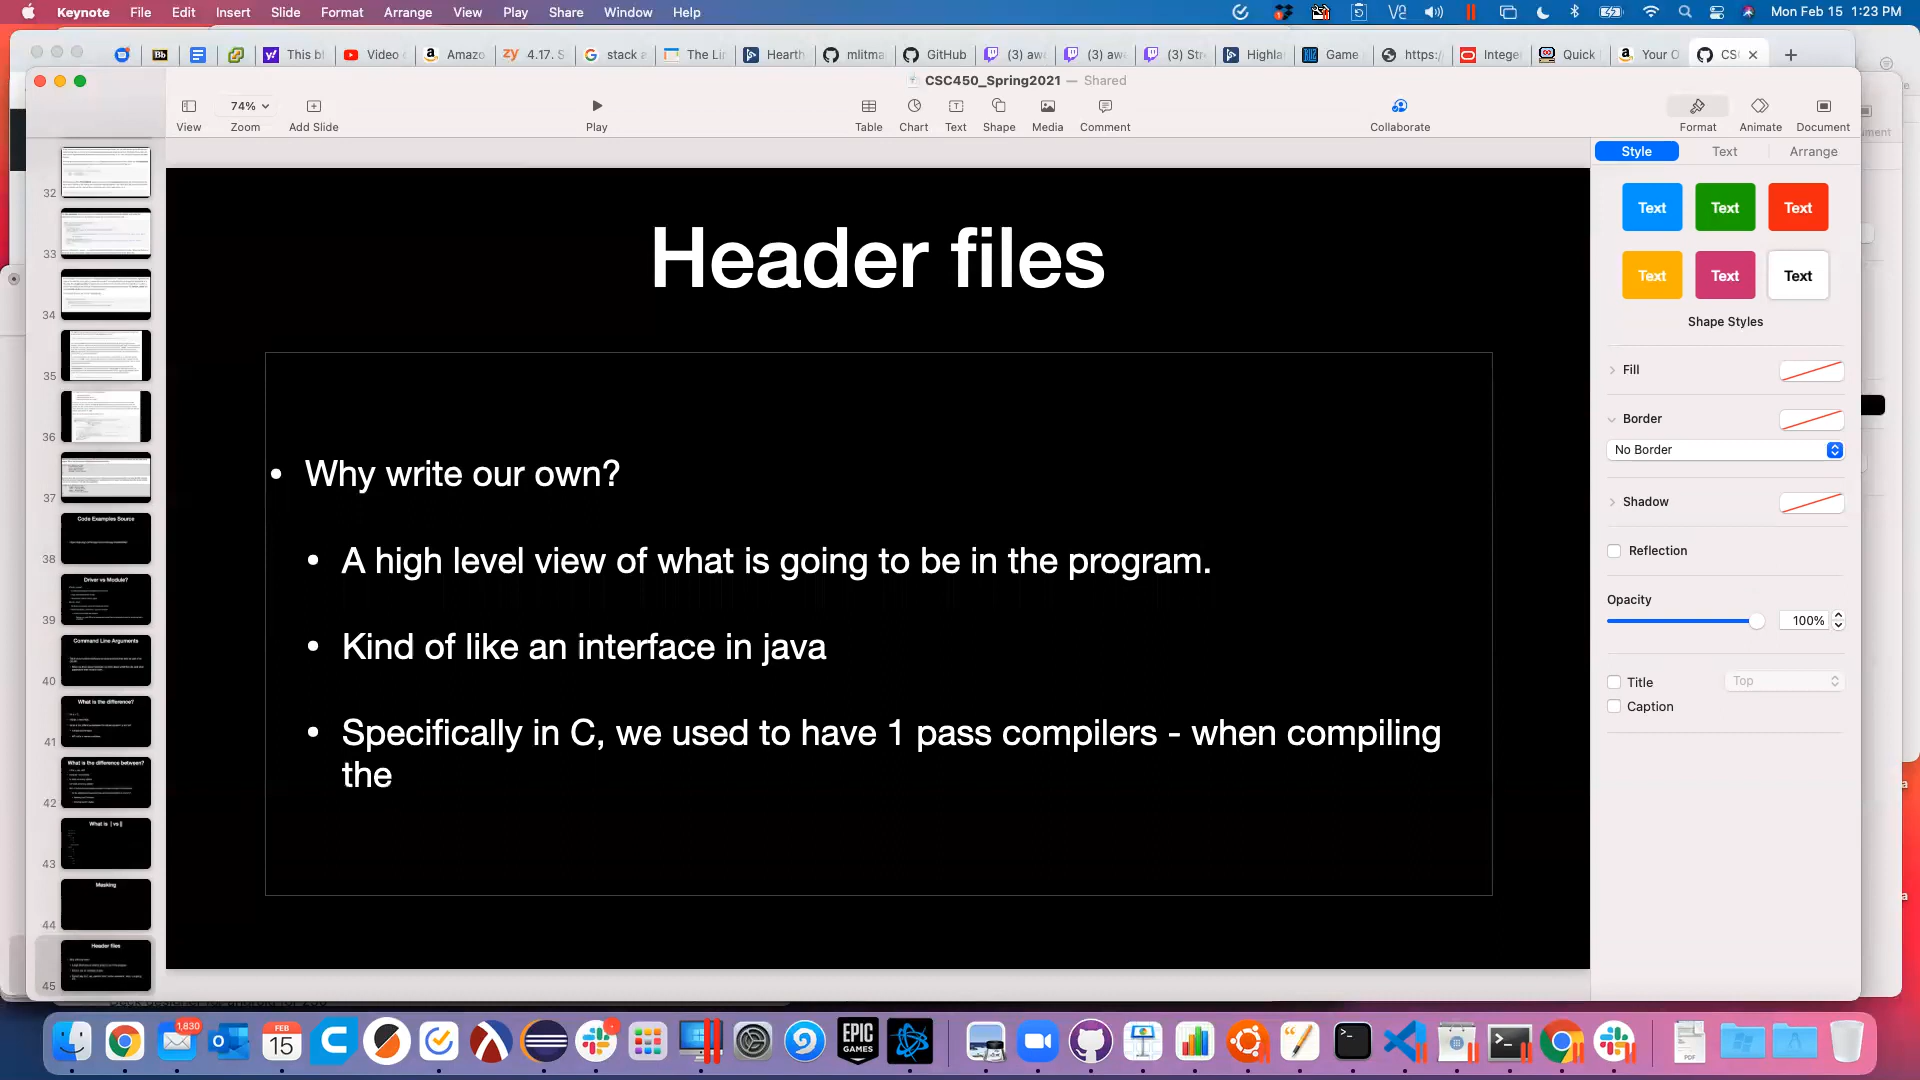 Keynote File Edit Insert Slide Format Arrange View Play Share Window Help Mon Feb 15 1:23 PM
This bl Video Amazo 4.17. S stack e The Lin Hearth mlitma GitHub (3) aw (3) aw (3) Str Highla Game https:/ Intege Quick Your O CS
CSC450_Spring2021 — Shared
74%
View Zoom Add Slide Play Table Chart Text Shape Media Comment Collaborate Format Animate Document
Style Text Arrange
Text Text Text
Text Text Text
Shape Styles
Fill
Border
No Border
Shadow
Reflection
Opacity
100%
Title Top
Caption
32
33
34
35
36
37
Code Examples Source
38
Driver vs Module?
39
Command Line Arguments
40
What is the difference?
41
What is the difference between?
42
What is | vs ||
43
Masking
44
Header files
45
Header files
• Why write our own?
• A high level view of what is going to be in the program.
• Kind of like an interface in java
• Specifically in C, we used to have 1 pass compilers - when compiling
the
1,830
FEB
15
EPIC
GAMES
PDF